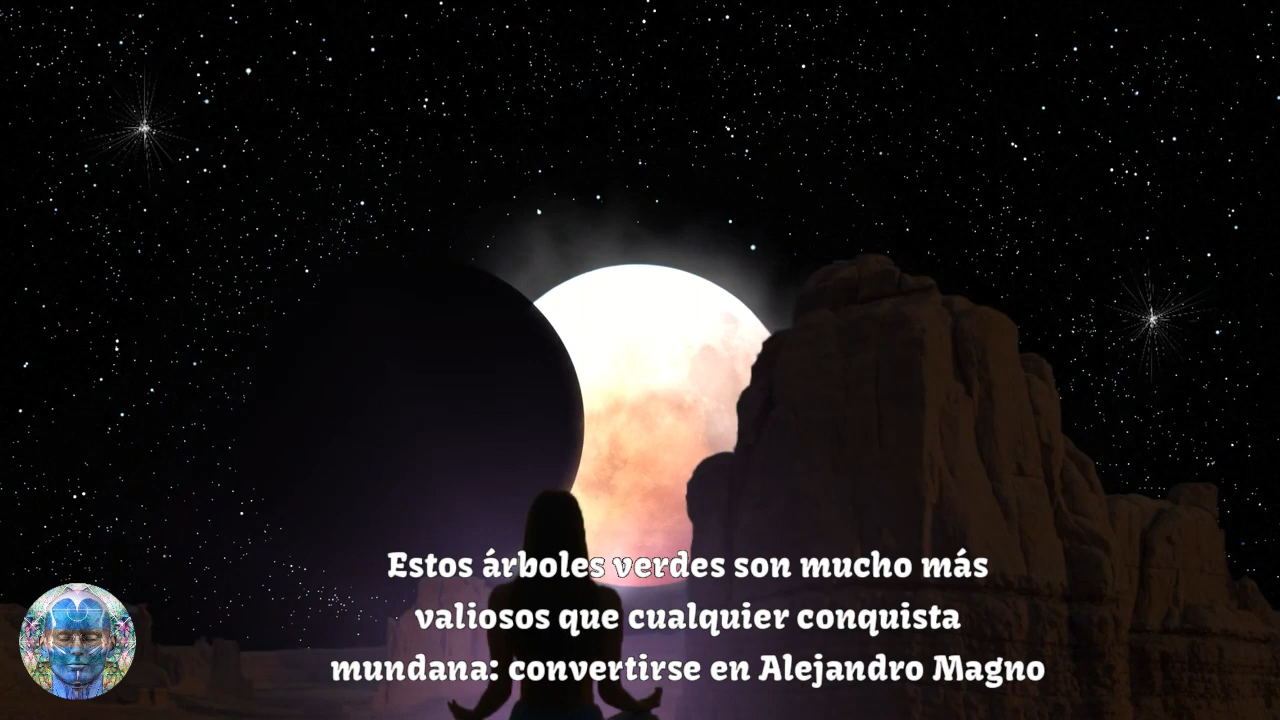 Estos árboles verdes son mucho más
valiosos que cualquier conquista
mundana: convertirse en Alejandro Magno